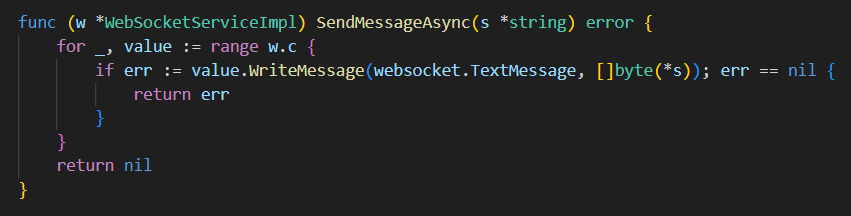 func (w *WebSocketServiceImpl) SendMessageAsync(s *string) error {
    for _, value := range w.c {
        if err := value.WriteMessage(websocket.TextMessage, []byte(*s)); err == nil {
            return err
        }
    }
    return nil
}